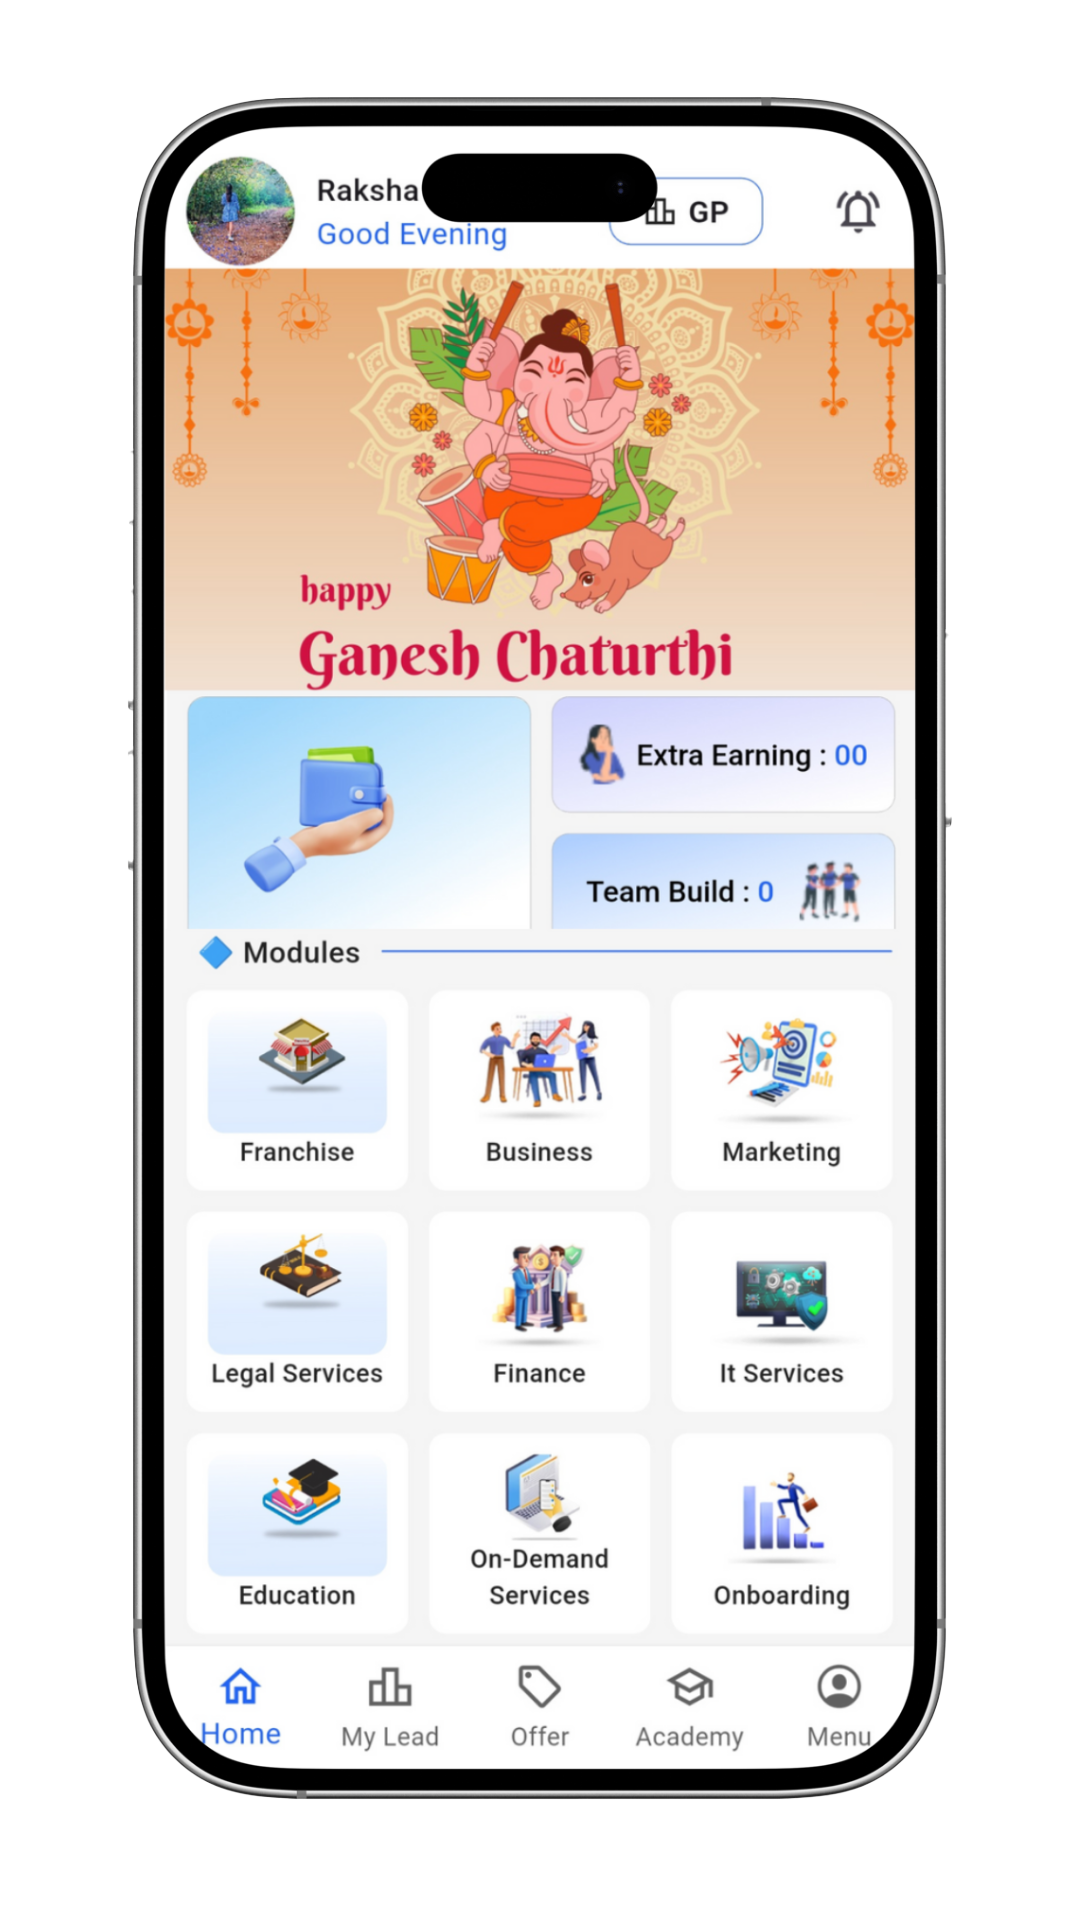 Raksha
Good Evening
GP
happy
Ganesh Chaturthi
Extra Earning : 00
Team Build : 0
Modules
Franchise
Business
Marketing
Legal Services
Finance
It Services
Education
On-Demand
Services
Onboarding
Home
My Lead
Offer
Academy
Menu